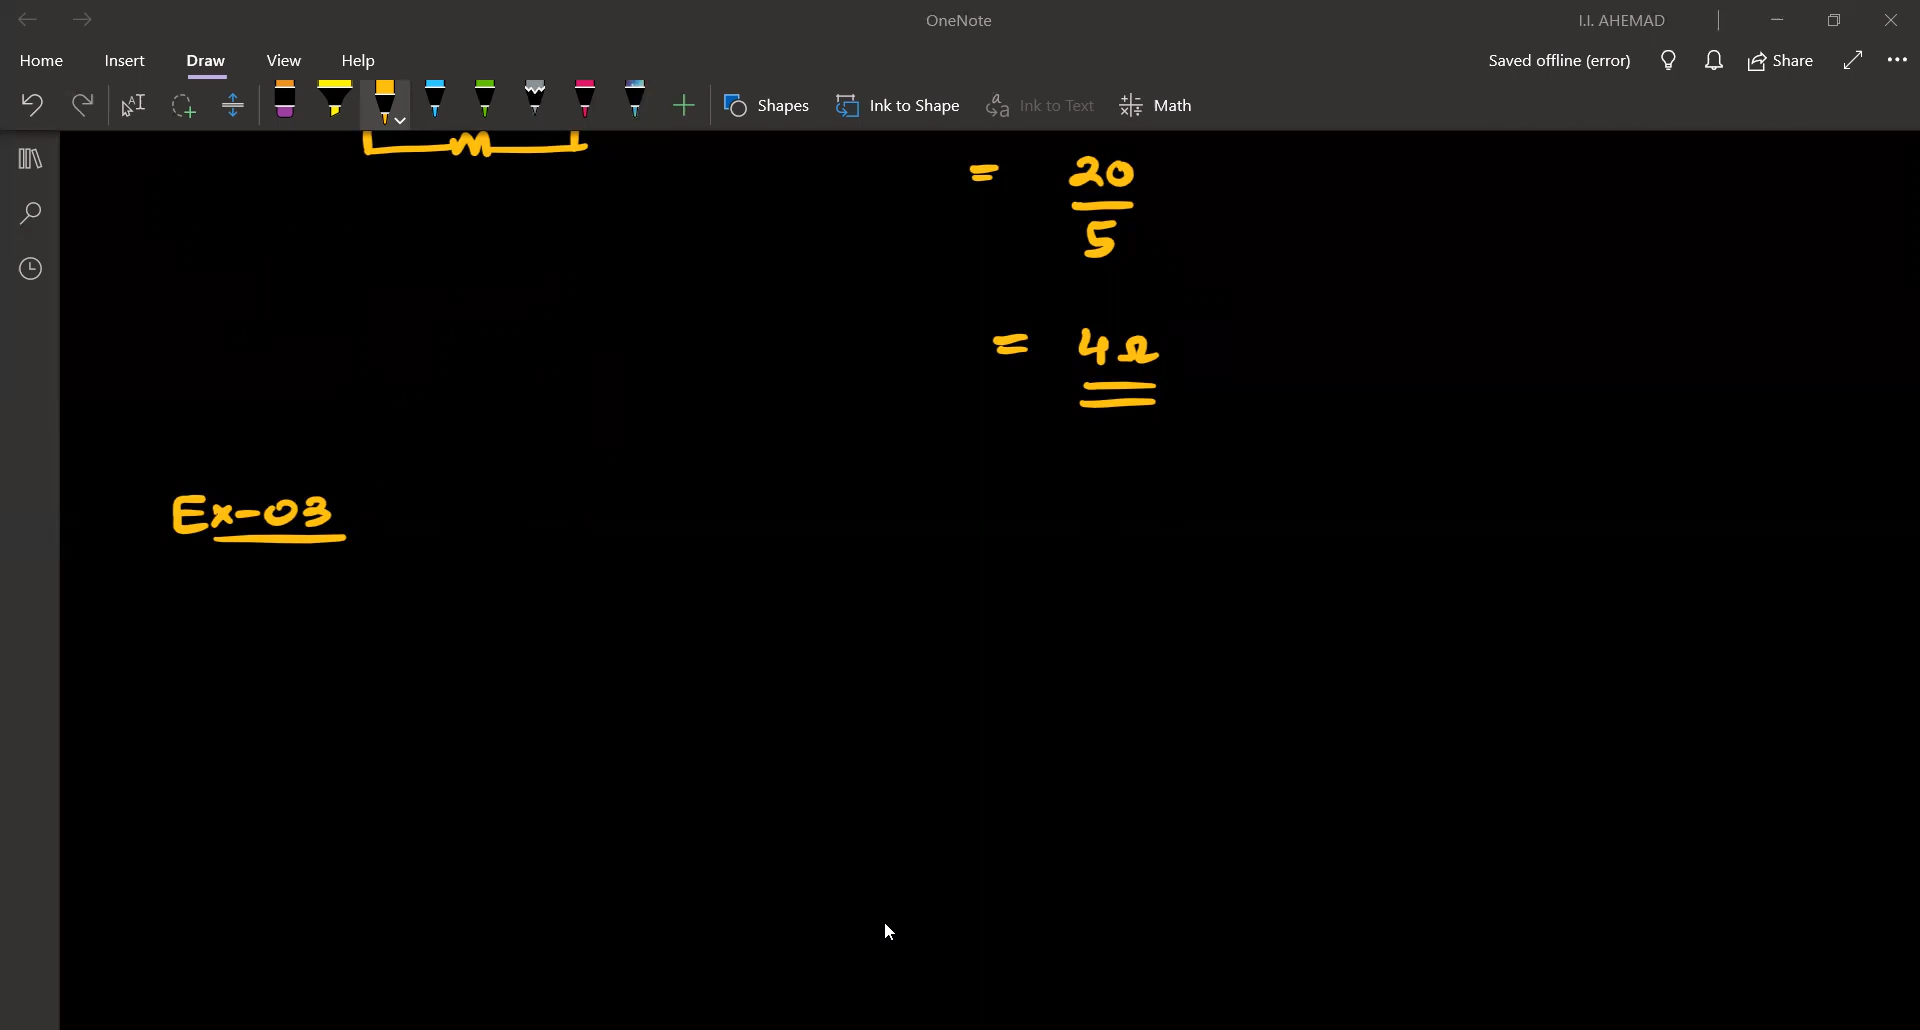 OneNote
I.I. AHEMAD
Home Insert Draw View Help
Saved offline (error) Share
Shapes Ink to Shape Ink to Text Math
= 20
5
= 4Ω
Ex-03